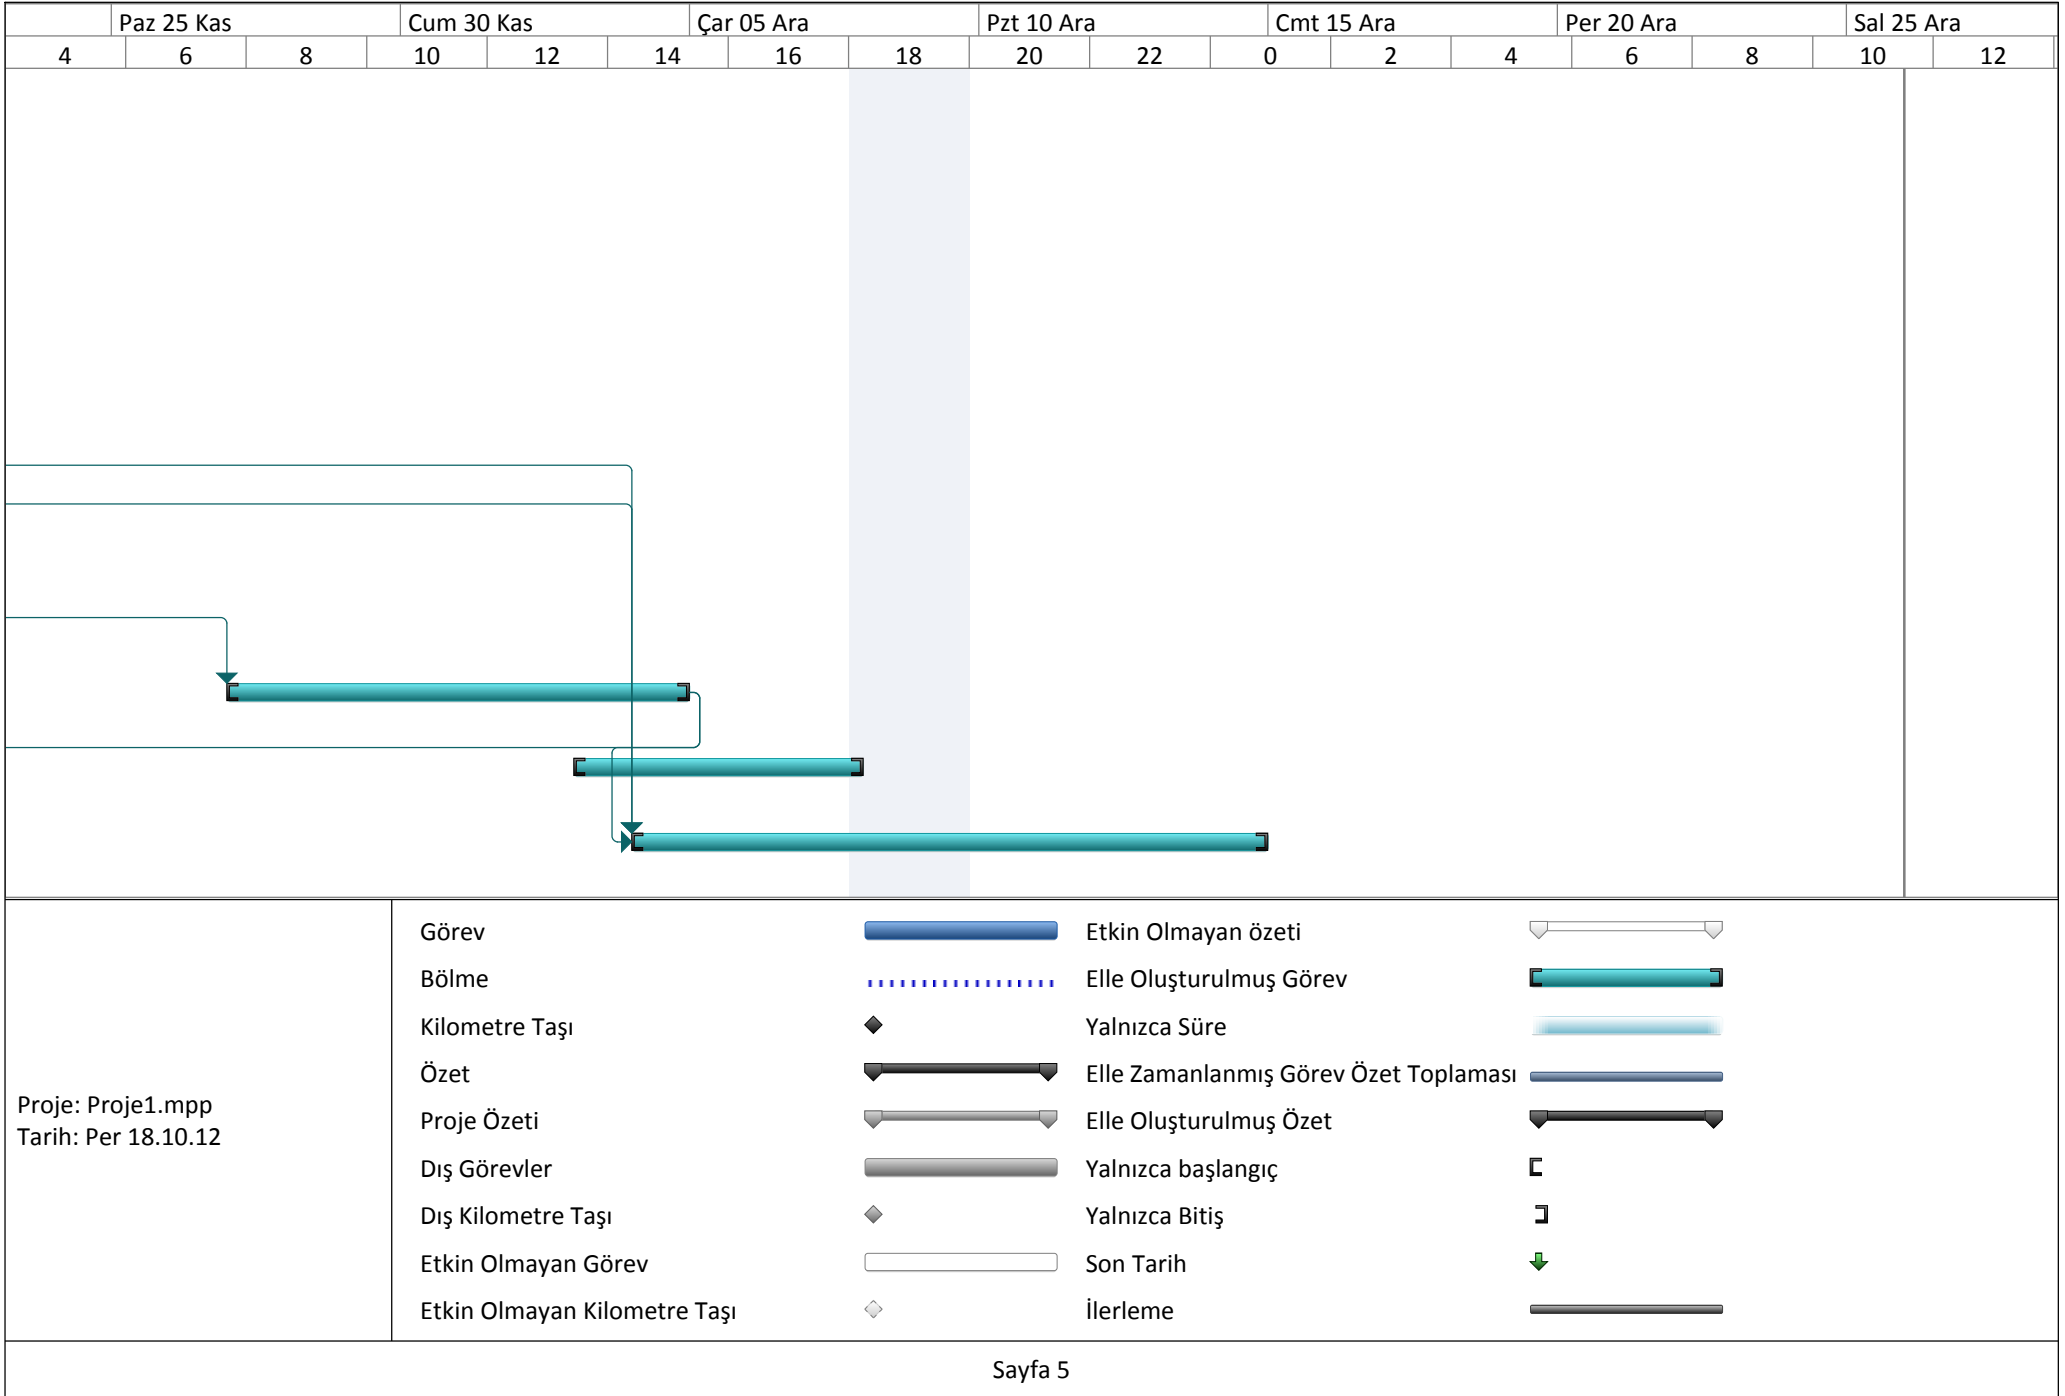 Paz 25 Kas Cum 30 Kas Çar 05 Ara Pzt 10 Ara Cmt 15 Ara Per 20 Ara Sal 25 Ara
4 6 8 10 12 14 16 18 20 22 0 2 4 6 8 10 12
Proje: Proje1.mpp
Tarih: Per 18.10.12
Görev
Bölme
Kilometre Taşı
Özet
Proje Özeti
Dış Görevler
Dış Kilometre Taşı
Etkin Olmayan Görev
Etkin Olmayan Kilometre Taşı
Etkin Olmayan özeti
Elle Oluşturulmuş Görev
Yalnızca Süre
Elle Zamanlanmış Görev Özet Toplaması
Elle Oluşturulmuş Özet
Yalnızca başlangıç
Yalnızca Bitiş
Son Tarih
İlerleme
Sayfa 5